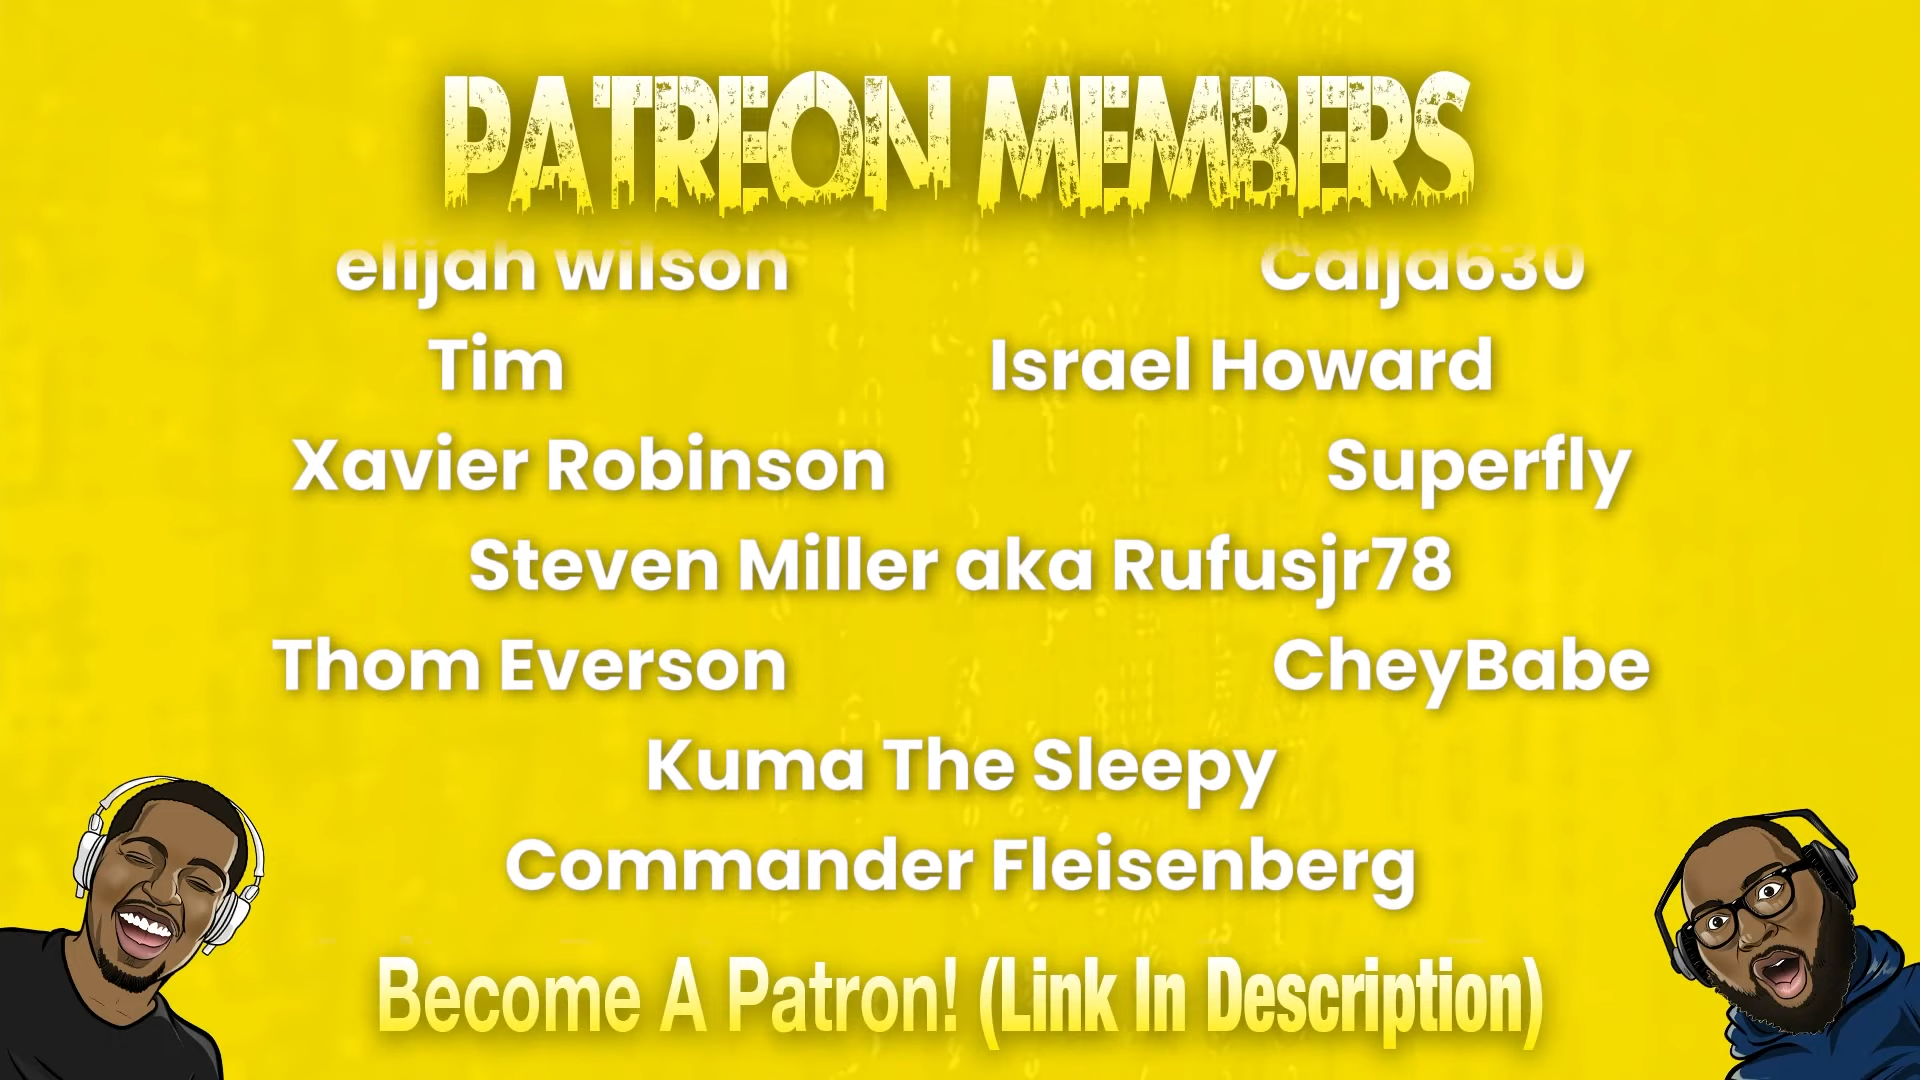 PATREON MEMBERS
elijah wilson Caija630
Tim Israel Howard
Xavier Robinson Superfly
Steven Miller aka Rufusjr78
Thom Everson CheyBabe
Kuma The Sleepy
Commander Fleisenberg
Become A Patron! (Link In Description)